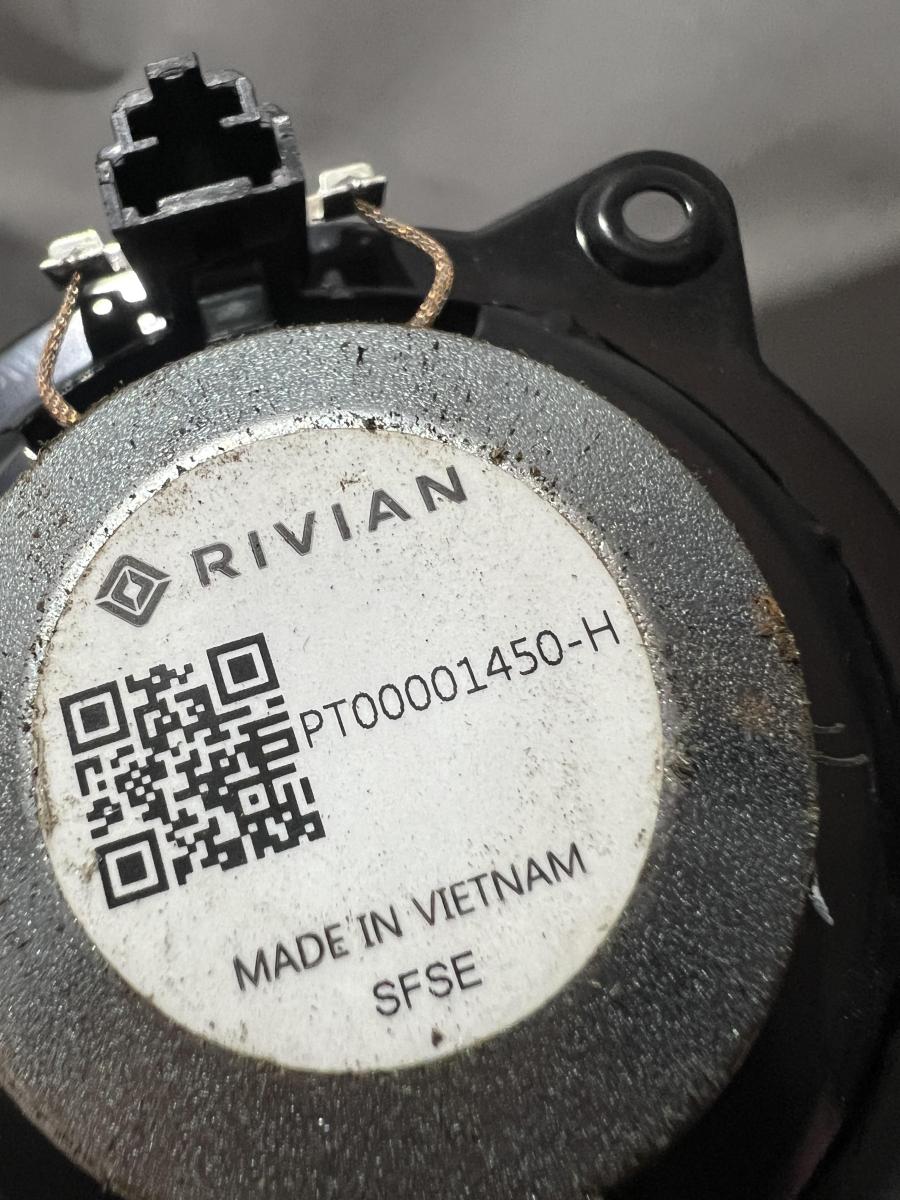 RIVIAN
PT00001450-H
MADE IN VIETNAM
SFSE